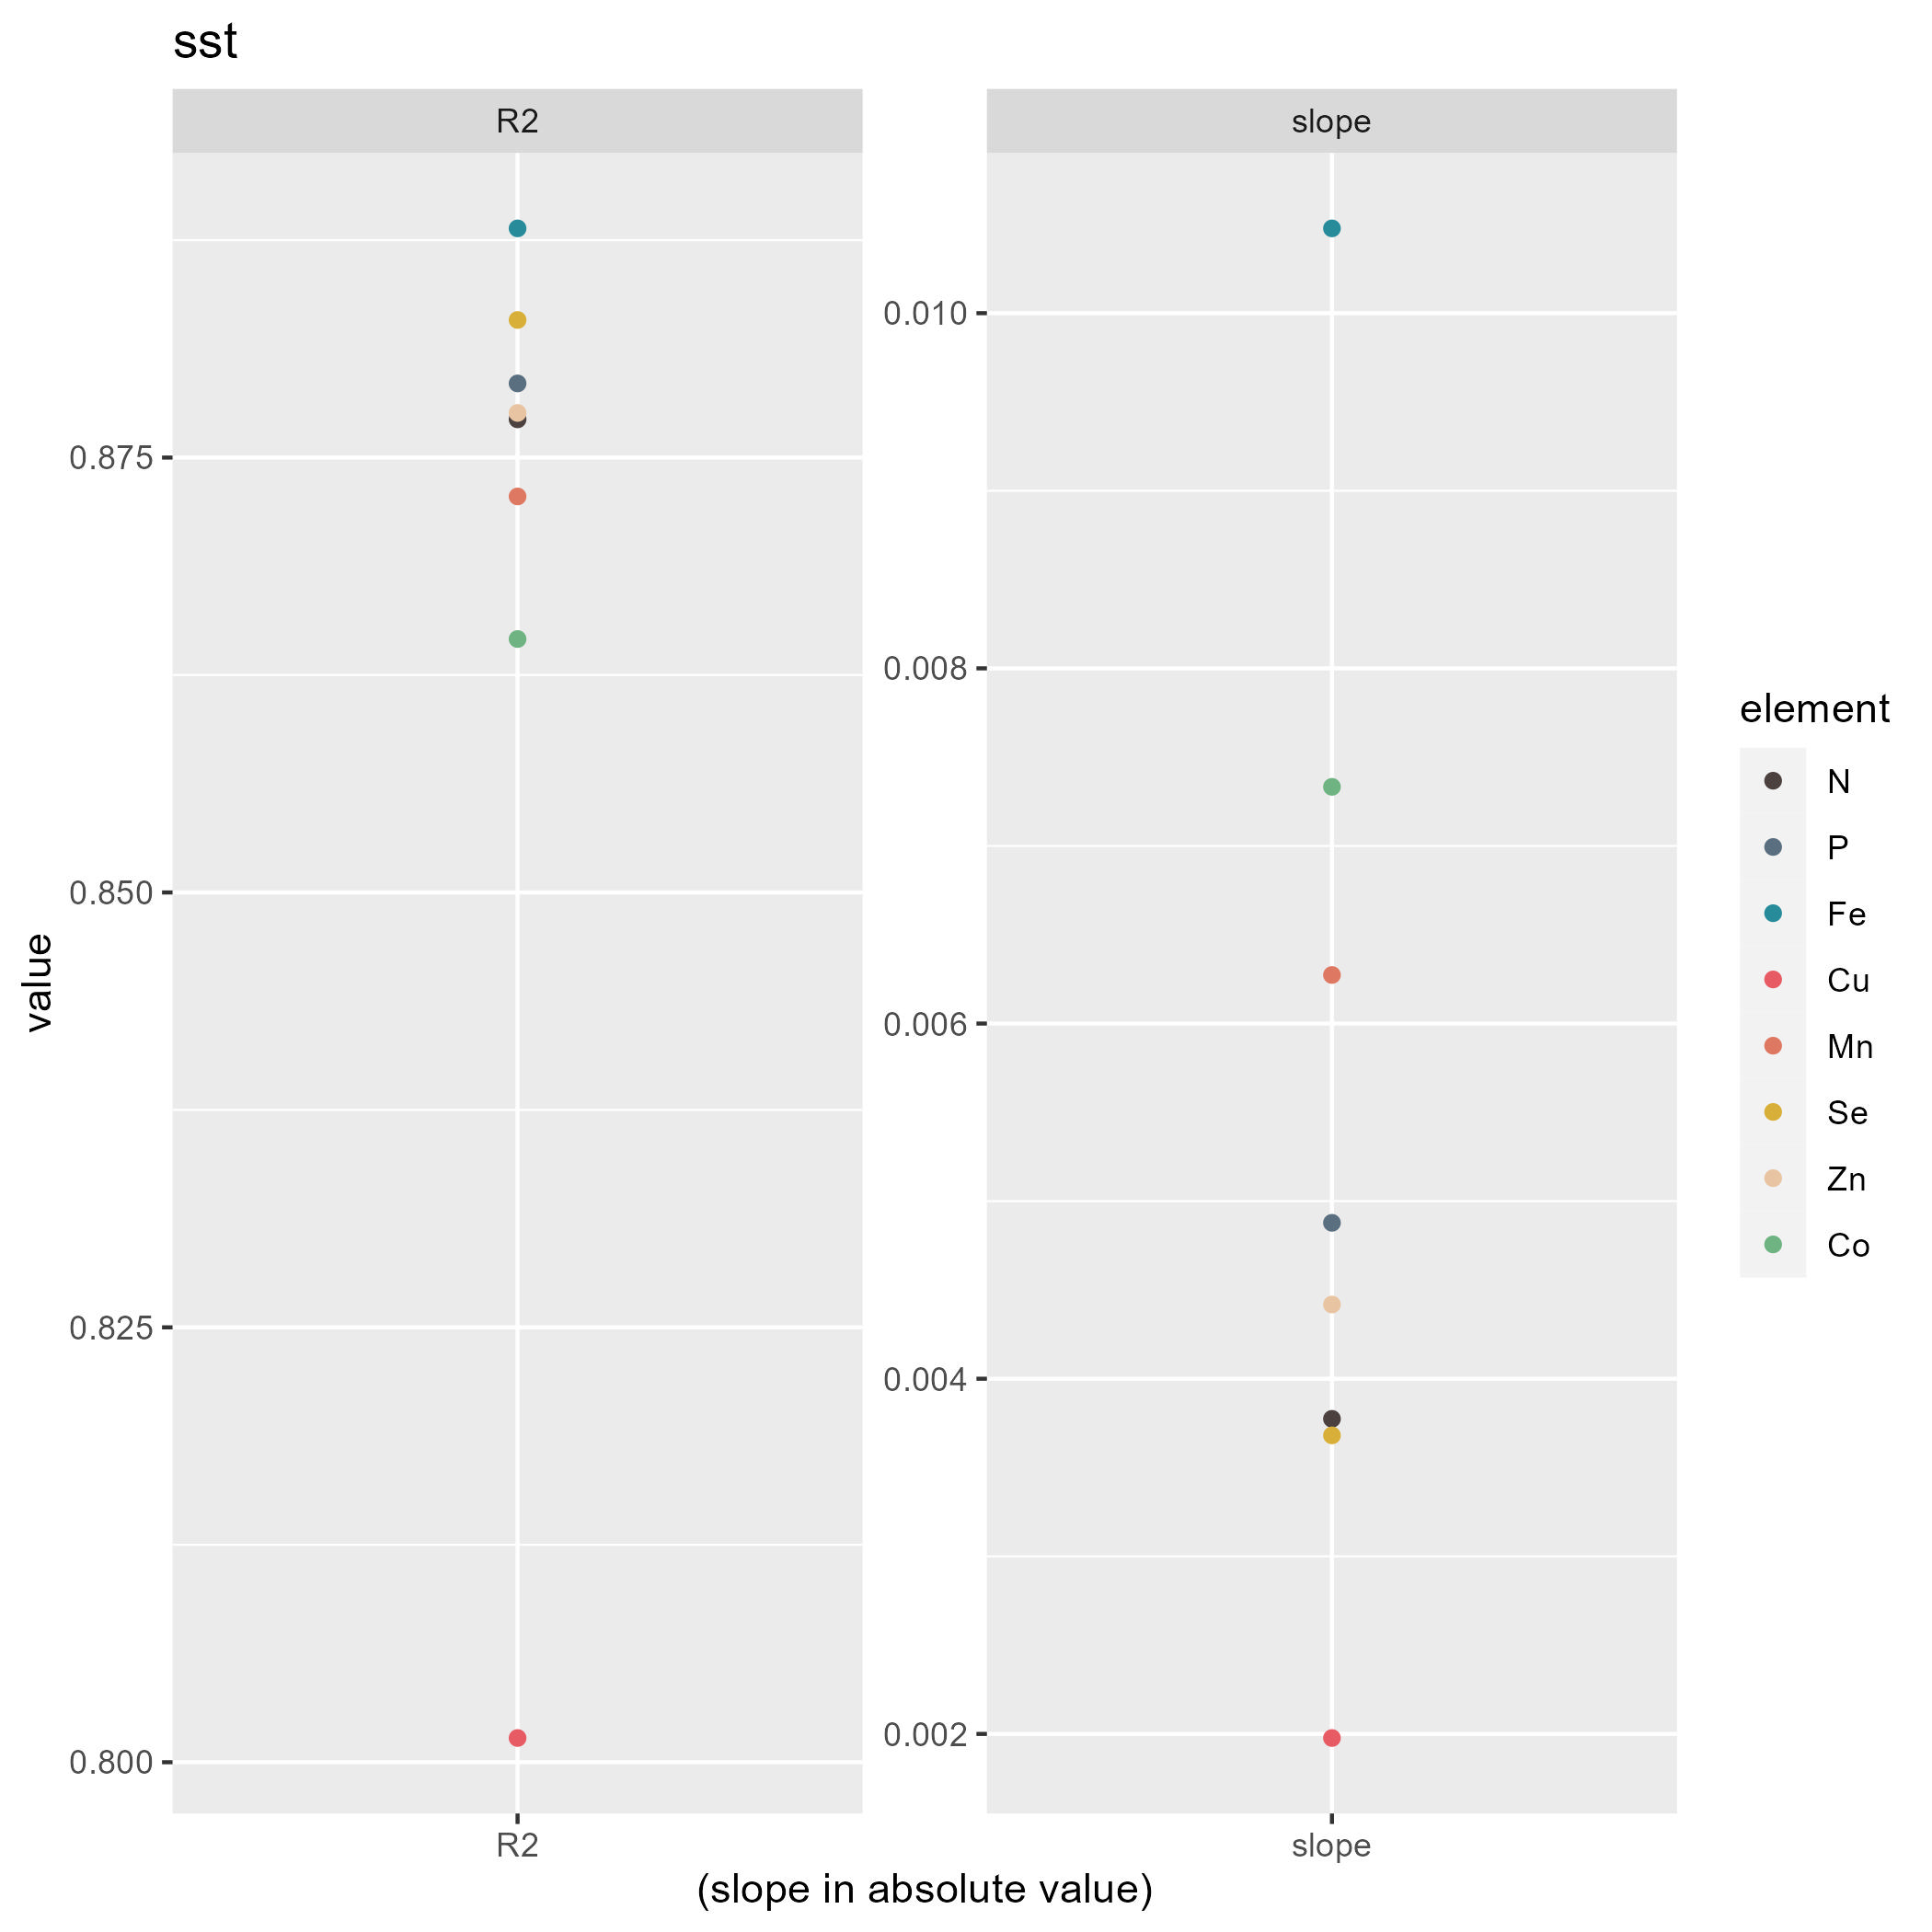 sst
R2
slope
0.875
0.850
0.825
0.800
0.010
0.008
0.006
0.004
0.002
value
R2
slope
(slope in absolute value)
element
N
P
Fe
Cu
Mn
Se
Zn
Co